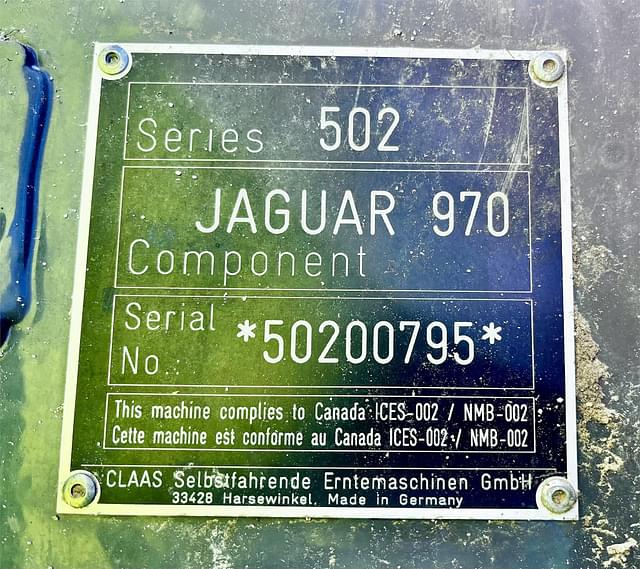 Series 502
JAGUAR 970
Component
Serial
No.: *50200795*
This machine complies to Canada ICES-002 / NMB-002
Cette machine est conforme au Canada ICES-002 / NMB-002
CLAAS Selbstfahrende Erntemaschinen GmbH
33428 Harsewinkel, Made in Germany